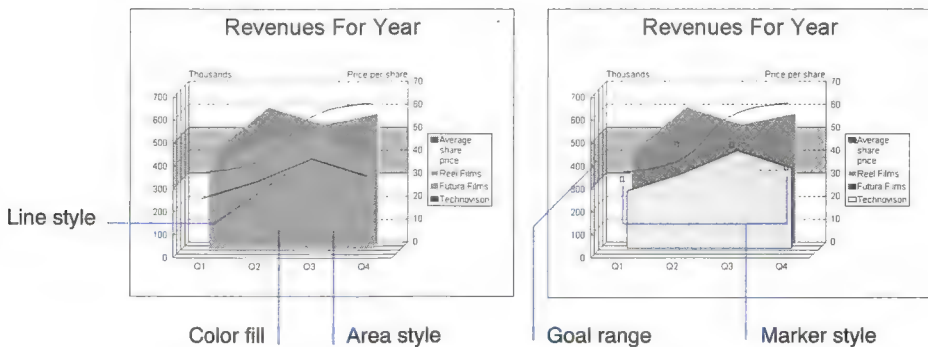 Revenues For Year
Thousands
Price per share
700
600
500
400
300
200
100
0
70
60
50
40
30
20
10
0
Q1 Q2 Q3 Q4
Average
share
price
Reel Films
Futura Films
Technovison
Revenues For Year
Thousands
Price per share
700
600
500
400
300
200
100
0
70
60
50
40
30
20
10
0
Q1 Q2 Q3 Q4
Average
share
price
Reel Films
Futura Films
Technovison
Line style
Color fill
Area style
Goal range
Marker style